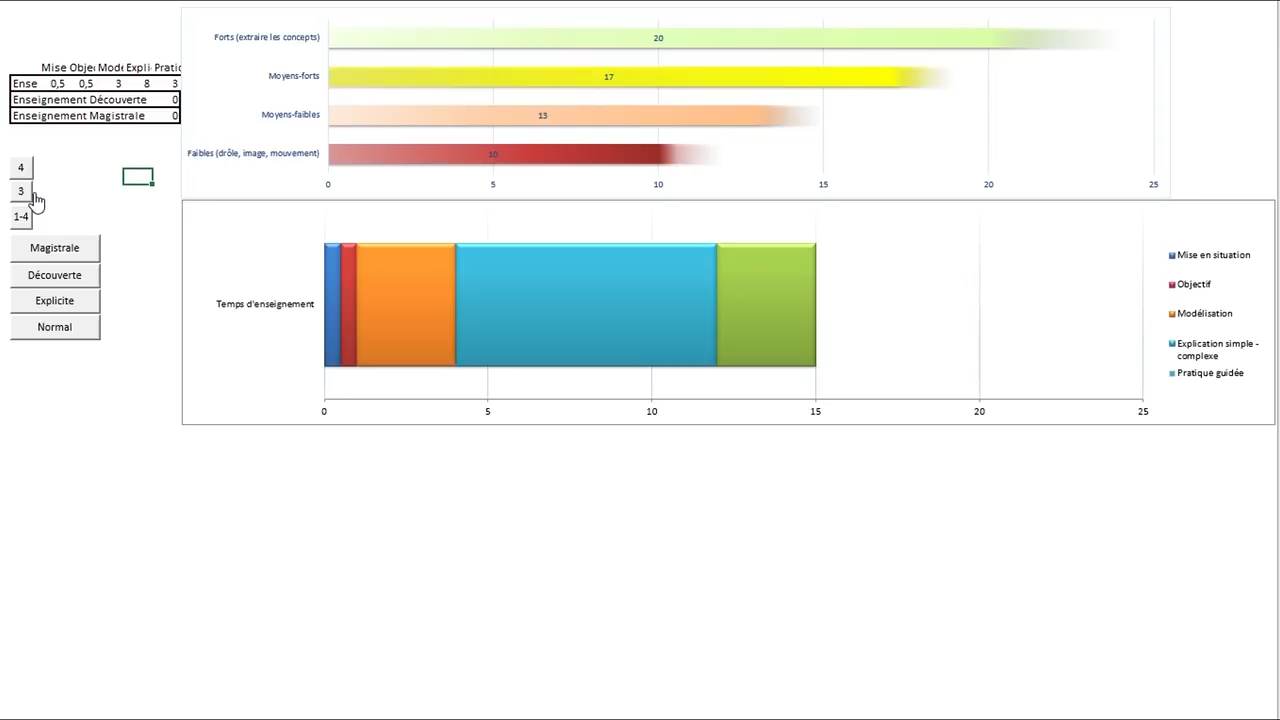 Mise Objec Mode Expli Pratic
Ense 0,5 0,5 3 8 3
Enseignement Découverte 0
Enseignement Magistrale 0
4
3
1-4
Magistrale
Découverte
Explicite
Normal
Forts (extraire les concepts) 20
Moyens-forts 17
Moyens-faibles 13
Faibles (drôle, image, mouvement) 10
0 5 10 15 20 25
Temps d'enseignement
0 5 10 15 20 25
Mise en situation
Objectif
Modélisation
Explication simple -
complexe
Pratique guidée